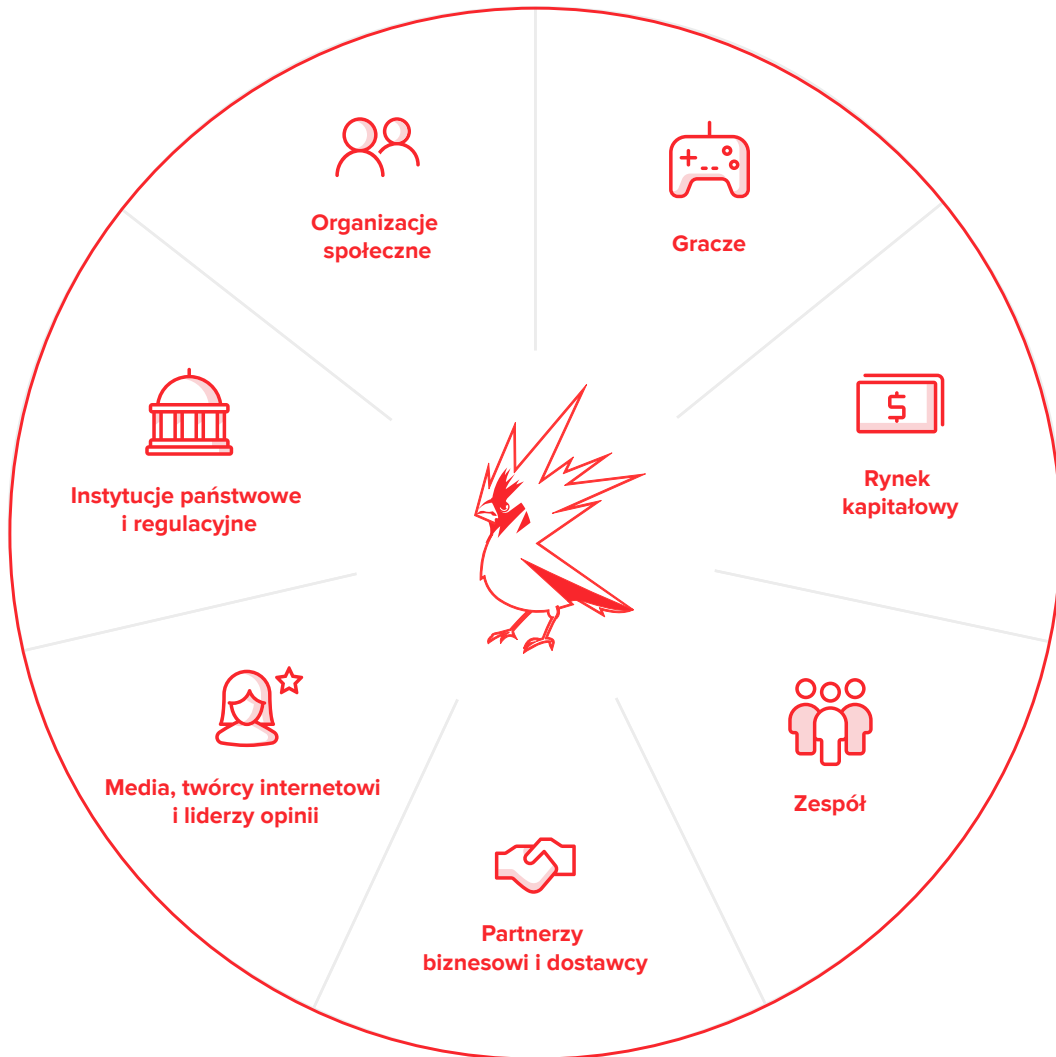 Organizacje
społeczne
Gracze
Instytucje państwowe
i regulacyjne
Rynek
kapitałowy
Media, twórcy internetowi
i liderzy opinii
Zespół
Partnerzy
biznesowi i dostawcy